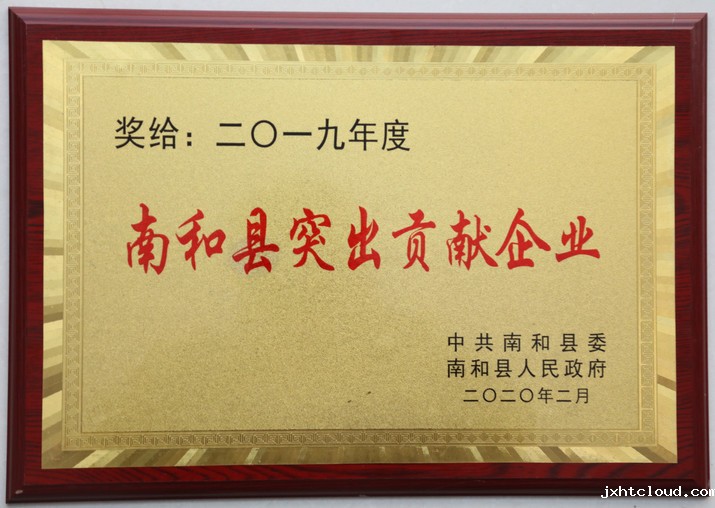 奖给：二〇一九年度
南和县突出贡献企业
中共南和县委
南和县人民政府
二〇二〇年二月
jxhtcloud.com